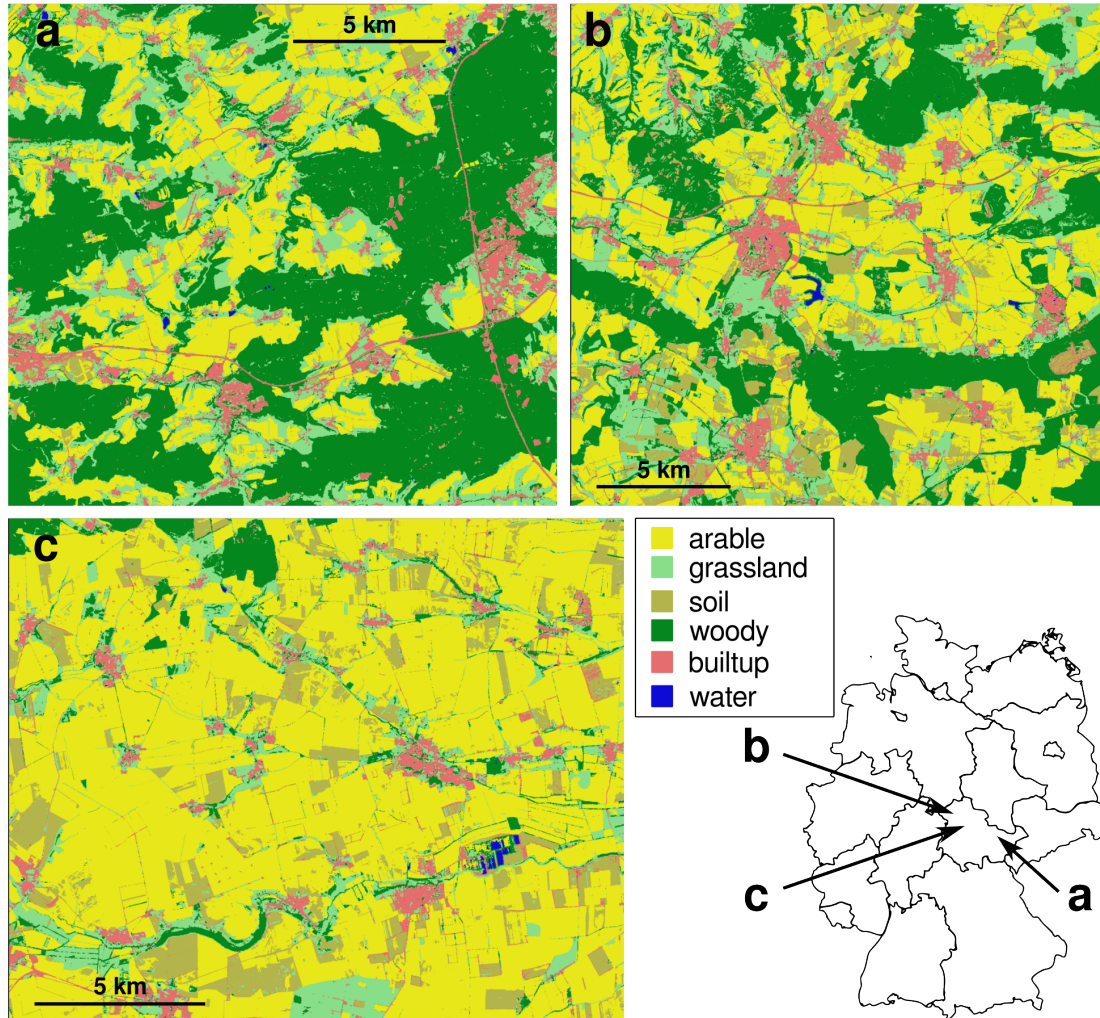 a
5 km
b
5 km
c
5 km
arable
grassland
soil
woody
builtup
water
b
c
a